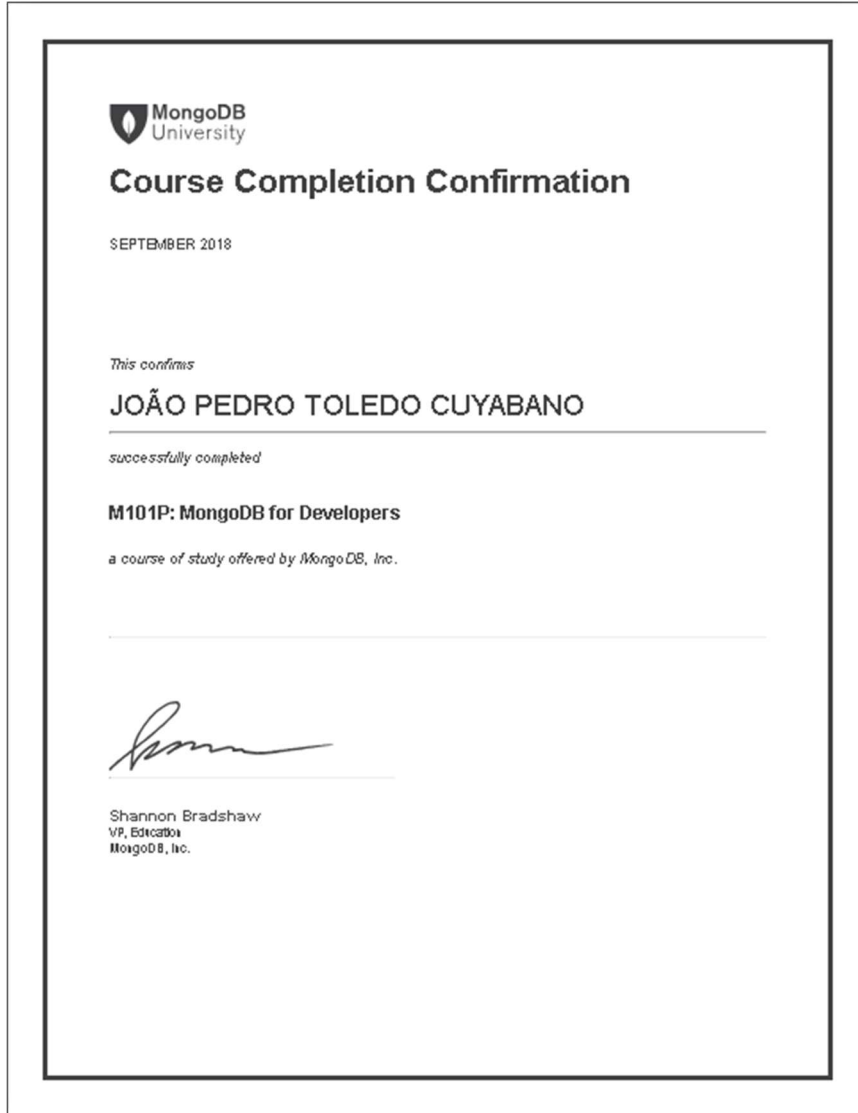 MongoDB
University
Course Completion Confirmation
SEPTEMBER 2018
This confirms
JOÃO PEDRO TOLEDO CUYABANO
successfully completed
M101P: MongoDB for Developers
a course of study offered by MongoDB, Inc.
Shannon Bradshaw
VP, Education
MongoDB, Inc.